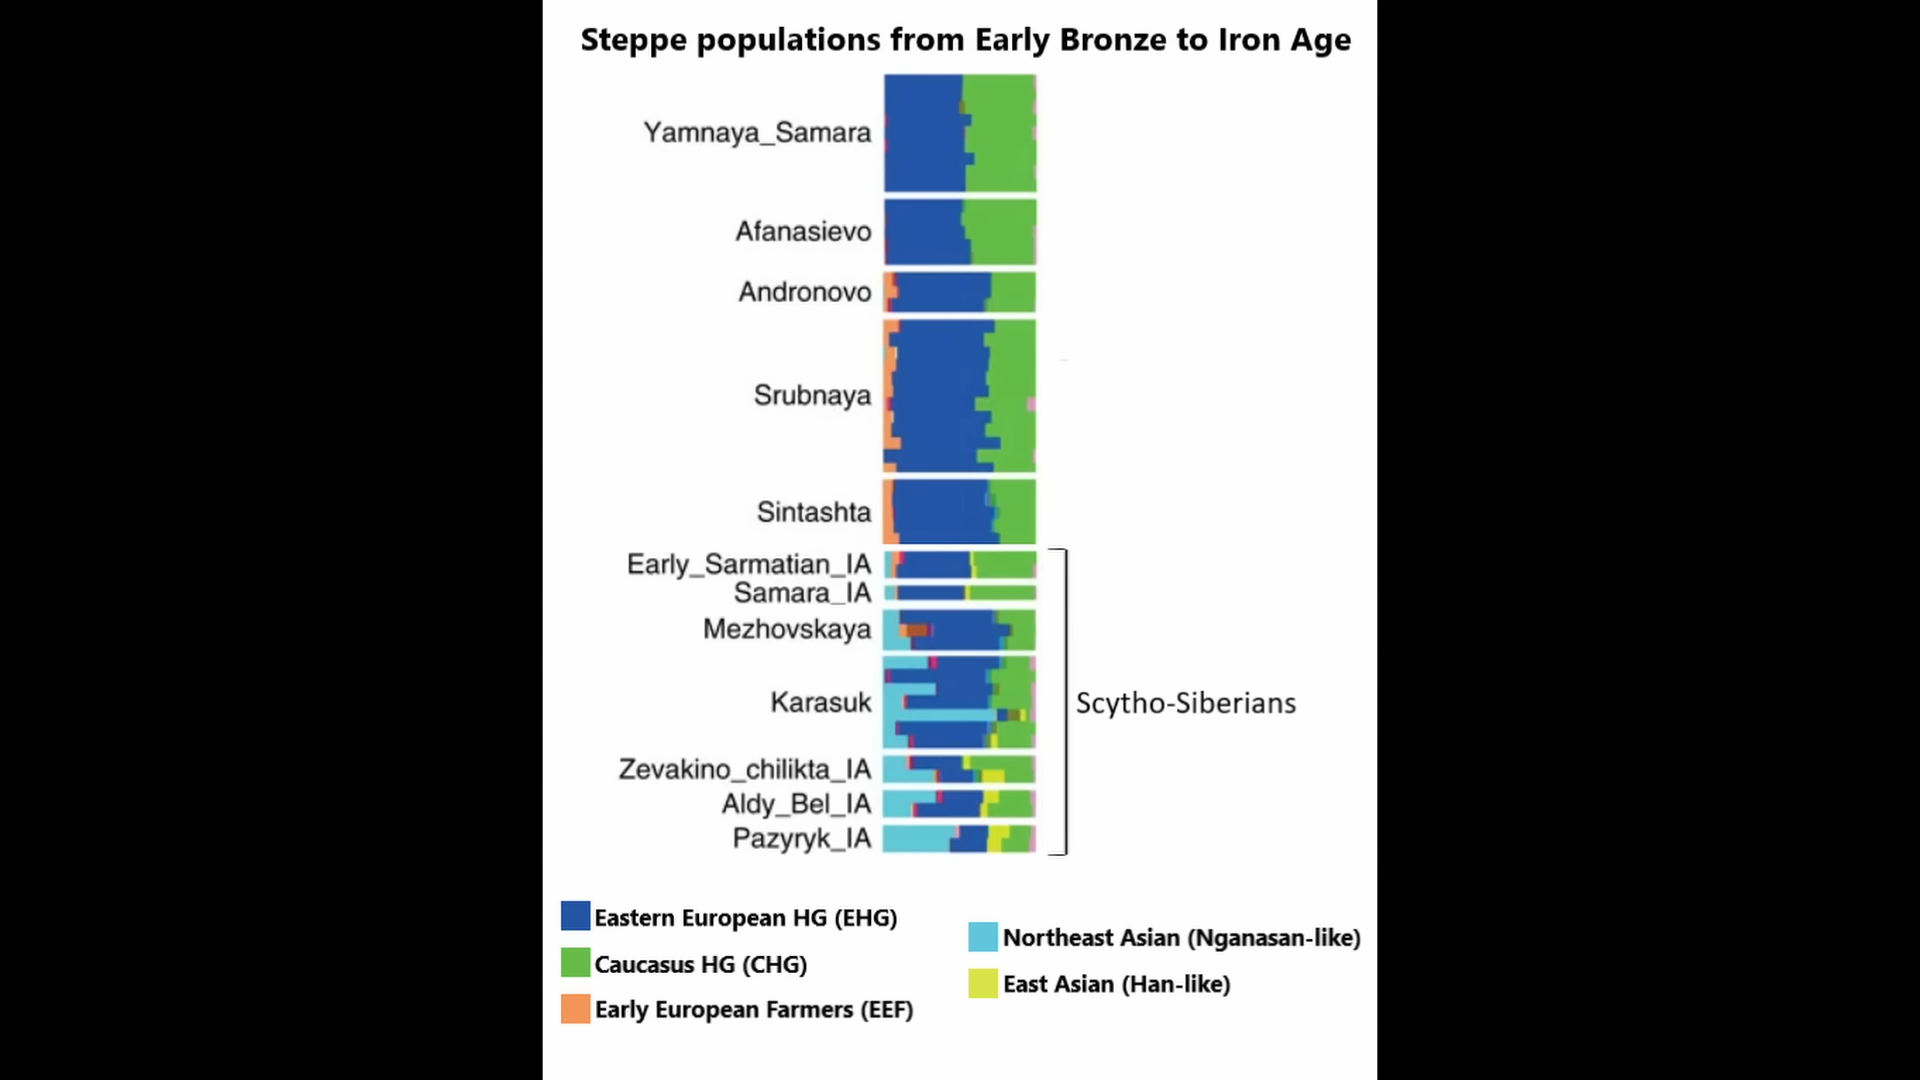 Steppe populations from Early Bronze to Iron Age
Yamnaya_Samara
Afanasievo
Andronovo
Srubnaya
Sintashta
Early_Sarmatian_IA
Samara_IA
Mezhovskaya
Karasuk
Scytho-Siberians
Zevakino_chilikta_IA
Aldy_Bel_IA
Pazyryk_IA
Eastern European HG (EHG)
Caucasus HG (CHG)
Early European Farmers (EEF)
Northeast Asian (Nganasan-like)
East Asian (Han-like)